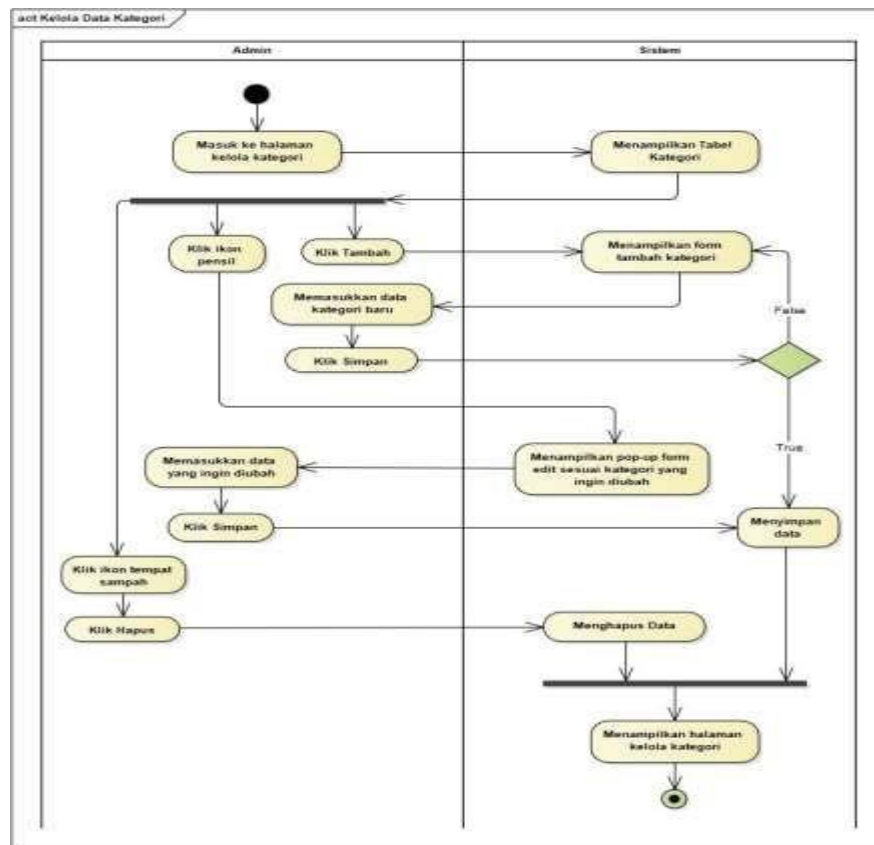 act Kelola Data Kategori
Admin
Sistem
Masuk ke halaman
kelola kategori
Menampilkan Tabel
Kategori
Klik ikon
pensil
Klik Tambah
Menampilkan form
tambah kategori
Memasukkan data
kategori baru
False
Klik Simpan
True
Memasukkan data
yang ingin diubah
Menampilkan pop-up form
edit sesuai kategori yang
ingin diubah
Klik Simpan
Menyimpan
data
Klik ikon tempat
sampah
Klik Hapus
Menghapus Data
Menampilkan halaman
kelola kategori